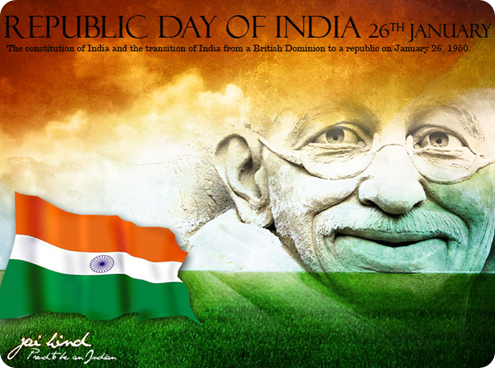 REPUBLIC DAY OF INDIA 26TH JANUARY
The constitution of India and the transition of India from a British Dominion to a republic on January 26, 1950.
jai hind
Proud to be an Indian